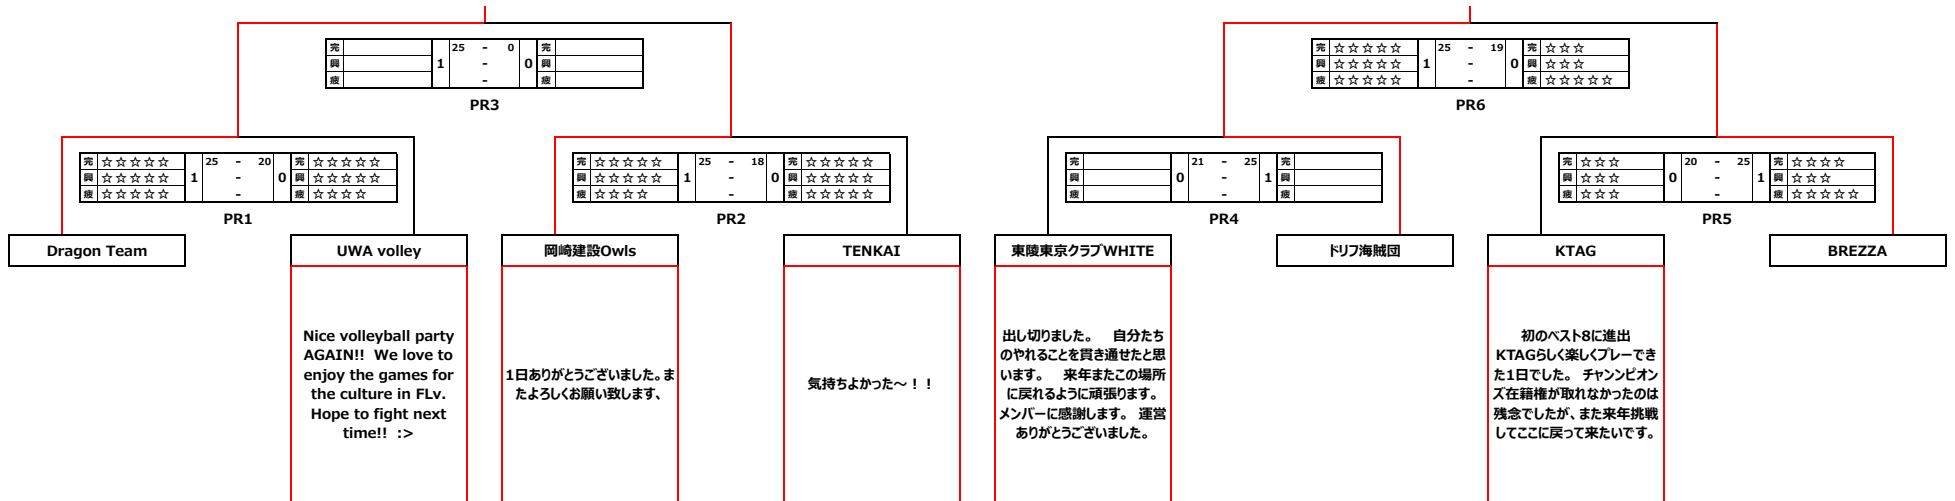 完 25 - 0 完
興 1 - 0 興
疲 - 疲
PR3
完 ☆☆☆☆☆ 25 - 19 完 ☆☆☆
興 ☆☆☆☆☆ 1 - 0 興 ☆☆☆
疲 ☆☆☆☆☆ - 疲 ☆☆☆☆☆
PR6
完 ☆☆☆☆☆ 25 - 20 完 ☆☆☆☆☆
興 ☆☆☆☆☆ 1 - 0 興 ☆☆☆☆☆
疲 ☆☆☆☆☆ - 疲 ☆☆☆☆
PR1
完 ☆☆☆☆☆ 25 - 18 完 ☆☆☆☆☆
興 ☆☆☆☆☆ 1 - 0 興 ☆☆☆☆☆
疲 ☆☆☆☆ - 疲 ☆☆☆☆☆
PR2
完 21 - 25 完
興 0 - 1 興
疲 - 疲
PR4
完 ☆☆☆ 20 - 25 完 ☆☆☆☆
興 ☆☆☆ 0 - 1 興 ☆☆☆
疲 ☆☆☆ - 疲 ☆☆☆☆☆
PR5
Dragon Team
UWA volley
岡崎建設Owls
TENKAI
東陵東京クラブWHITE
ドリフ海賊団
KTAG
BREZZA
Nice volleyball party
AGAIN!! We love to
enjoy the games for
the culture in FLv.
Hope to fight next
time!! :>
1日ありがとうございました。ま
たよろしくお願い致します、
気持ちよかった～！！
出し切りました。　自分たち
のやれることを貫き通せたと思
います。　来年またこの場所
に戻れるように頑張ります。
メンバーに感謝します。 運営
ありがとうございました。
初のベスト8に進出
KTAGらしく楽しくプレーでき
た1日でした。 チャンンピオン
ズ在籍権が取れなかったのは
残念でしたが、また来年挑戦
してここに戻って来たいです。